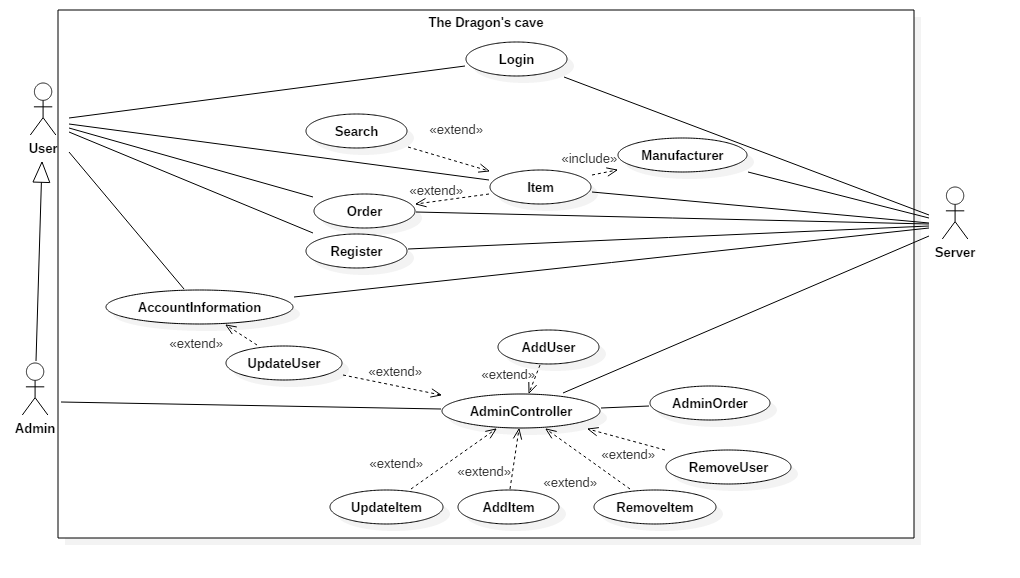 The Dragon's cave
Login
Search
«extend»
User
«include»
Manufacturer
«extend»
Item
Order
Register
Server
AccountInformation
«extend»
AddUser
UpdateUser
«extend»
«extend»
AdminController
AdminOrder
Admin
«extend»
«extend»
«extend»
«extend»
RemoveUser
UpdateItem
AddItem
RemoveItem